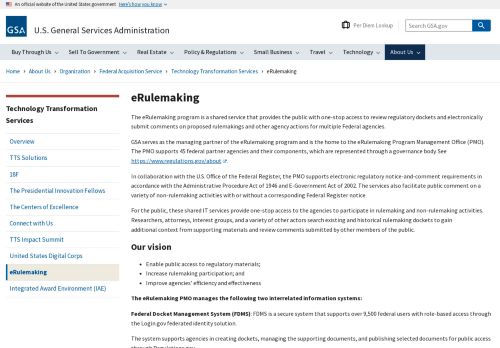 An official website of the United States government Here's how you know
GSA
U.S. General Services Administration
Per Diem Lookup
Search GSA.gov
Buy Through Us
Sell To Government
Real Estate
Policy & Regulations
Small Business
Travel
Technology
About Us
Home › About Us › Organization › Federal Acquisition Service › Technology Transformation Services › eRulemaking
Technology Transformation
Services
Overview
TTS Solutions
18F
The Presidential Innovation Fellows
The Centers of Excellence
Connect with Us
TTS Impact Summit
United States Digital Corps
eRulemaking
Integrated Award Environment (IAE)
eRulemaking
The eRulemaking program is a shared service that provides the public with one-stop access to review regulatory dockets and electronically
submit comments on proposed rulemakings and other agency actions for multiple Federal agencies.
GSA serves as the managing partner of the eRulemaking program and is the home to the eRulemaking Program Management Office (PMO).
The PMO supports 45 federal partner agencies and their components, which are represented through a governance body. See
https://www.regulations.gov/about .
In collaboration with the U.S. Office of the Federal Register, the PMO supports electronic regulatory notice-and-comment requirements in
accordance with the Administrative Procedure Act of 1946 and E-Government Act of 2002. The services also facilitate public comment on a
variety of non-rulemaking activities with or without a corresponding Federal Register notice.
For the public, these shared IT services provide one-stop access to the agencies to participate in rulemaking and non-rulemaking activities.
Researchers, attorneys, interest groups, and a variety of other actors search existing and historical rulemaking dockets to gain
additional context from supporting materials and review comments submitted by other members of the public.
Our vision
Enable public access to regulatory materials;
Increase rulemaking participation; and
Improve agencies' efficiency and effectiveness
The eRulemaking PMO manages the following two interrelated information systems:
Federal Docket Management System (FDMS): FDMS is a secure system that supports over 9,500 federal users with role-based access through
the Login.gov federated identity solution.
The system supports agencies in creating dockets, managing the supporting documents, and publishing selected documents for public access
through Regulations.gov.